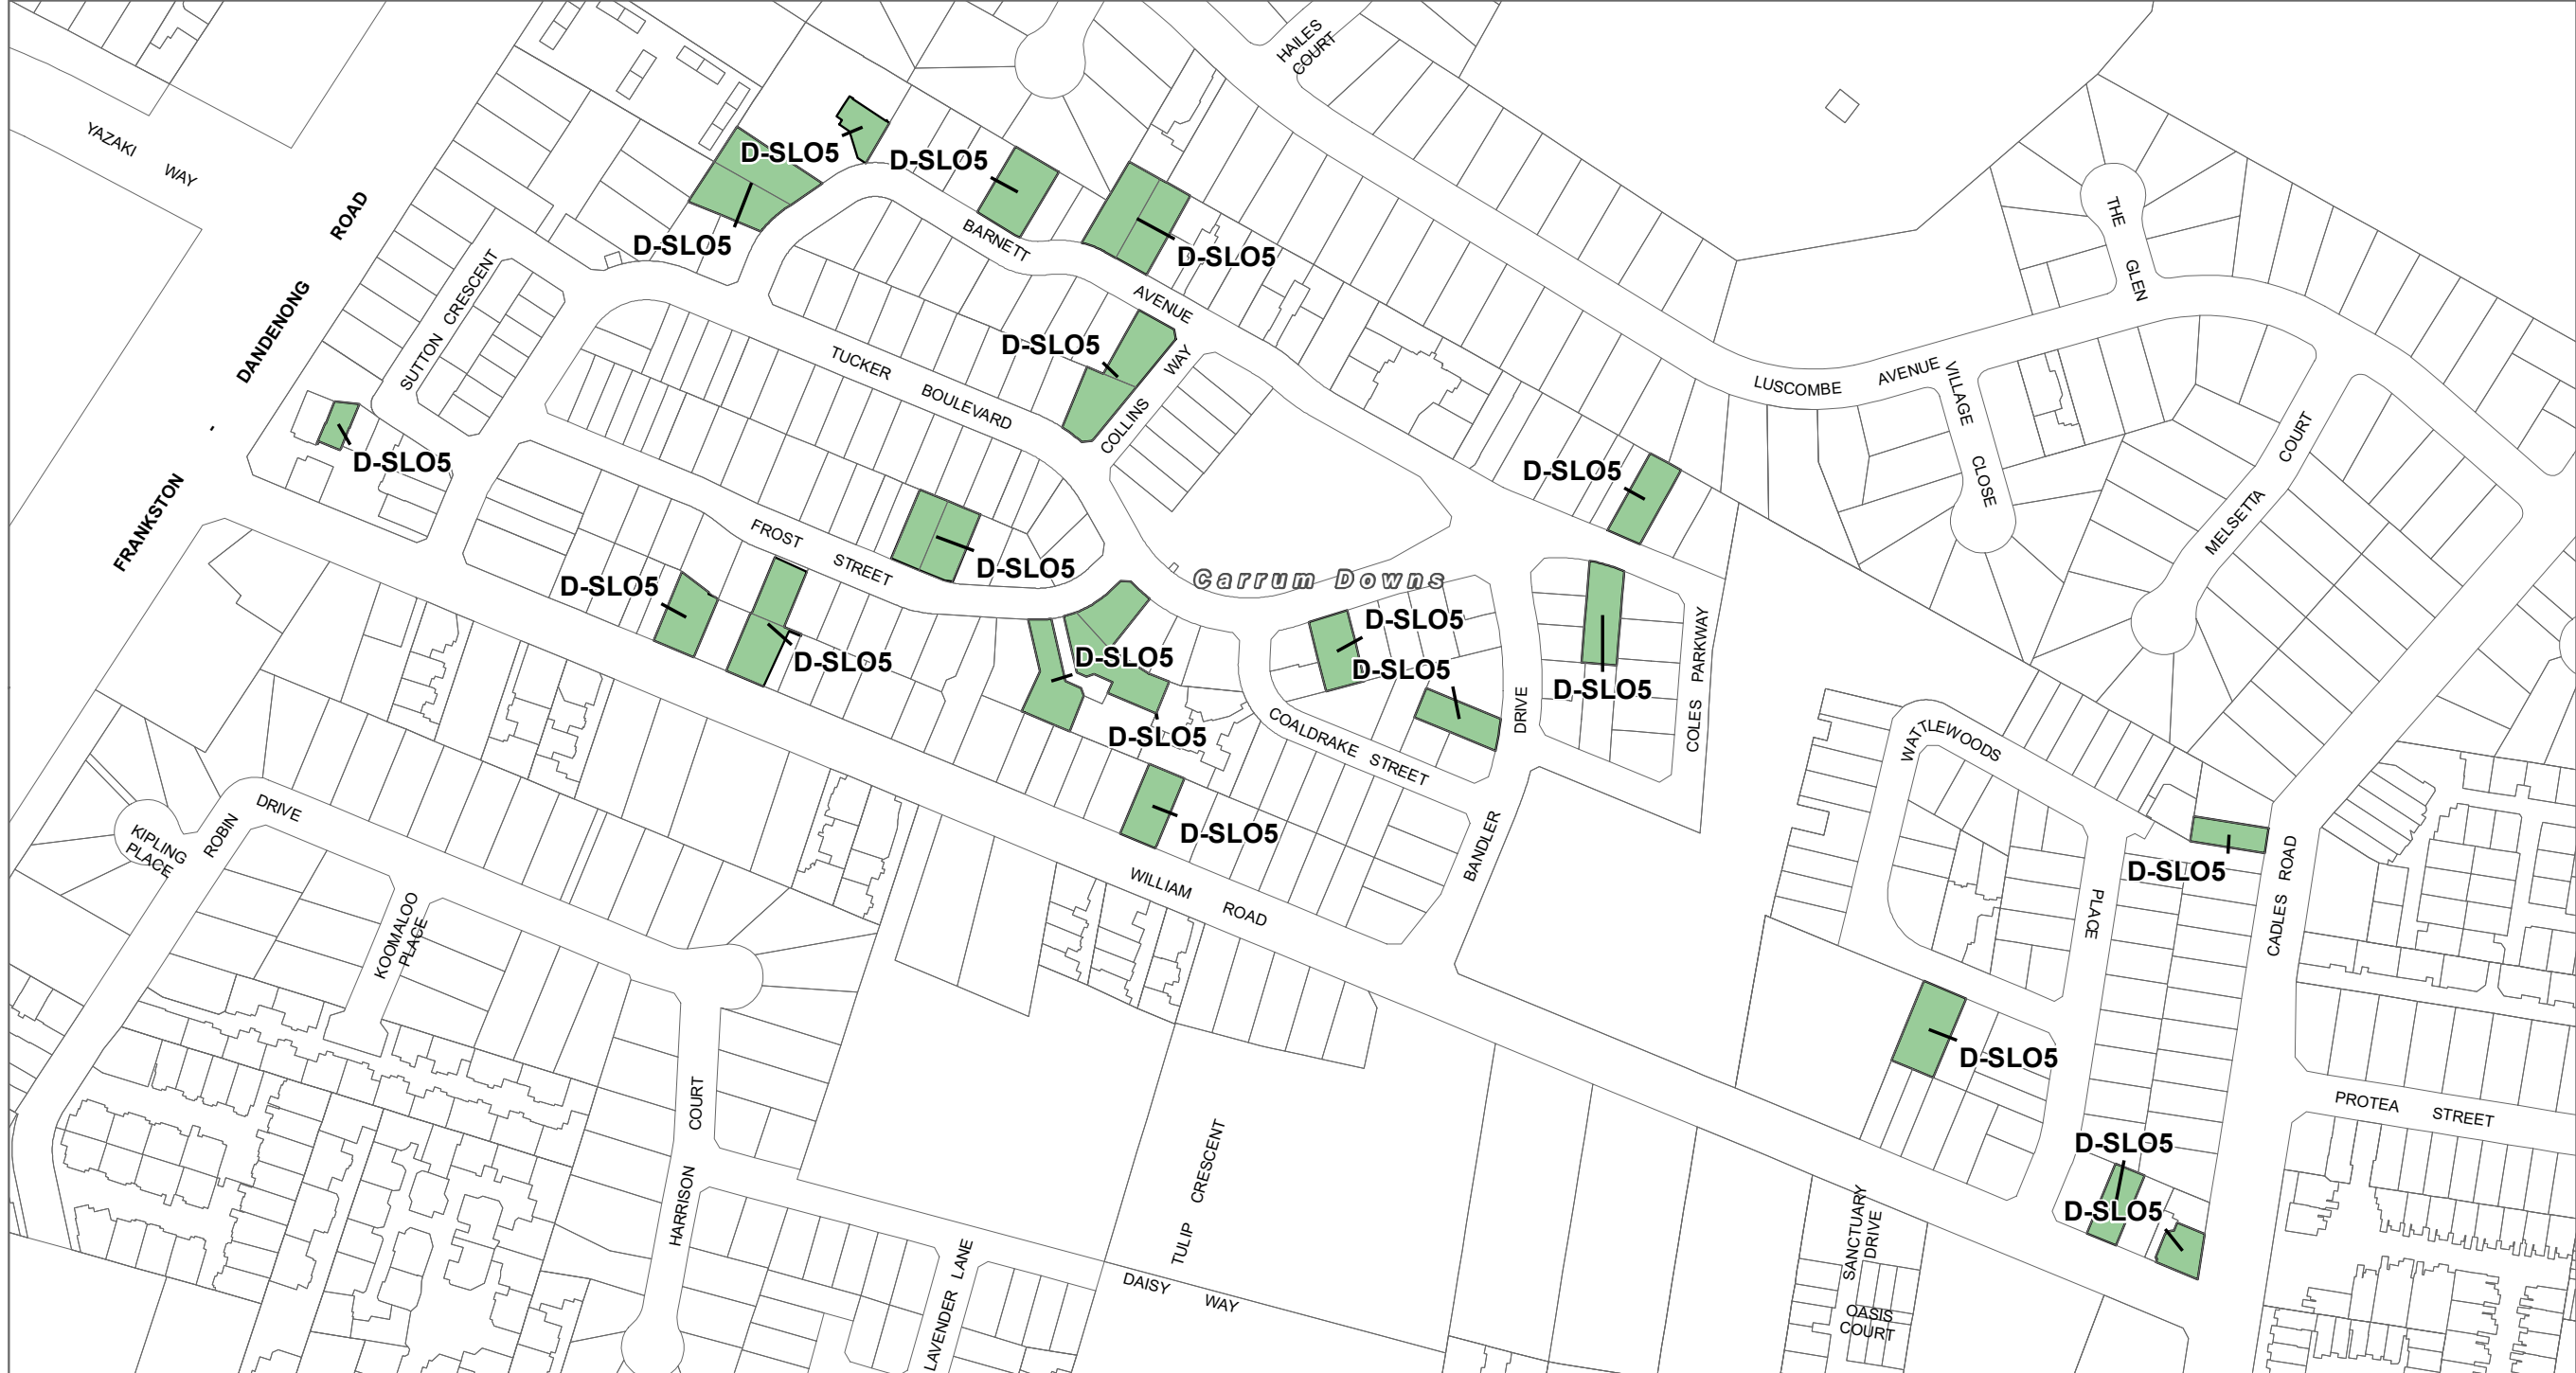 HAILES
COURT
YAZAKI WAY
FRANKSTON - DANDENONG ROAD
D-SLO5
D-SLO5
D-SLO5
D-SLO5
BARNETT AVENUE
THE GLEN
SUTTON CRESCENT
D-SLO5
TUCKER BOULEVARD
COLLINS WAY
LUSCOMBE AVENUE
VILLAGE CLOSE
MELSETTA COURT
D-SLO5
D-SLO5
FROST STREET
D-SLO5
Carrum Downs
D-SLO5
D-SLO5
D-SLO5
D-SLO5
D-SLO5
D-SLO5
D-SLO5
D-SLO5
COALDRAKE STREET
BANDLER DRIVE
COLES PARKWAY
WATTLEWOODS PLACE
KIPLING
PLACE
ROBIN DRIVE
D-SLO5
D-SLO5
CADLES ROAD
WILLIAM ROAD
KOOMALOO
PLACE
D-SLO5
HARRISON COURT
PROTEA STREET
D-SLO5
D-SLO5
TULIP CRESCENT
SANCTUARY
DRIVE
LAVENDER LANE
DAISY WAY
OASIS
COURT